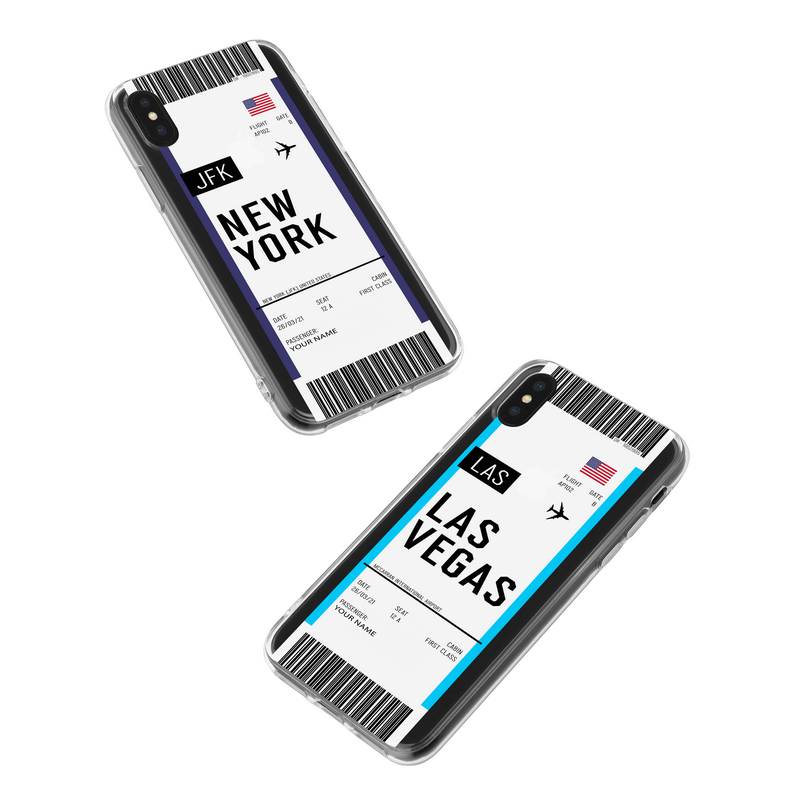 FLIGHT GATE
AP102 B
JFK
NEW
YORK
NEW YORK (JFK) UNITED STATES
DATE SEAT CABIN
28/03/21 12 A FIRST CLASS
PASSENGER:
YOUR NAME
FLIGHT GATE
AP102 B
LAS
LAS
VEGAS
MCCARRAN INTERNATIONAL AIRPORT
DATE SEAT CABIN
28/03/21 12 A FIRST CLASS
PASSENGER:
YOUR NAME